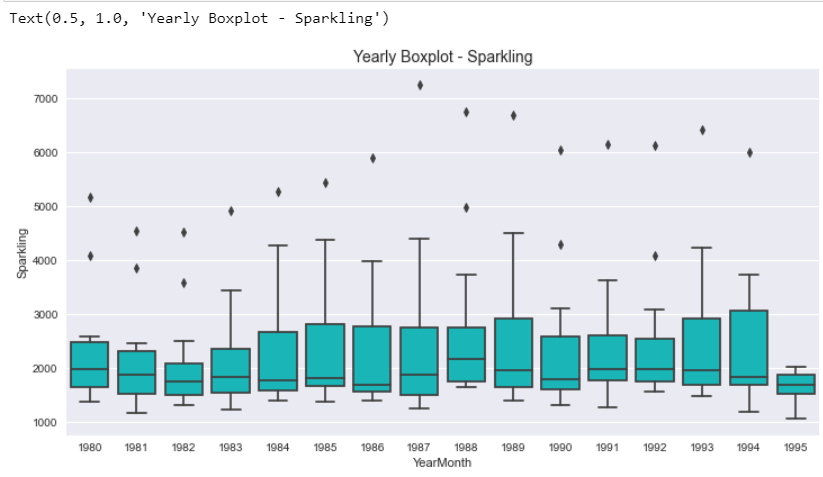 Text(0.5, 1.0, 'Yearly Boxplot - Sparkling')
Yearly Boxplot - Sparkling
7000
6000
5000
4000
3000
2000
1000
Sparkling
1980 1981 1982 1983 1984 1985 1986 1987 1988 1989 1990 1991 1992 1993 1994 1995
YearMonth